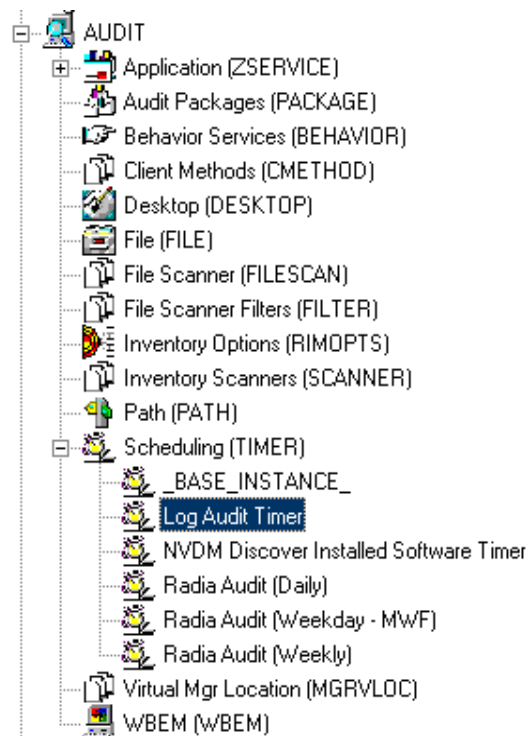 AUDIT
Application (ZSERVICE)
Audit Packages (PACKAGE)
Behavior Services (BEHAVIOR)
Client Methods (CMETHOD)
Desktop (DESKTOP)
File (FILE)
File Scanner (FILESCAN)
File Scanner Filters (FILTER)
Inventory Options (RIMOPTS)
Inventory Scanners (SCANNER)
Path (PATH)
Scheduling (TIMER)
_BASE_INSTANCE_
Log Audit Timer
NVDM Discover Installed Software Timer
Radia Audit (Daily)
Radia Audit (Weekday - MWF)
Radia Audit (Weekly)
Virtual Mgr Location (MGRVLOC)
WBEM (WBEM)